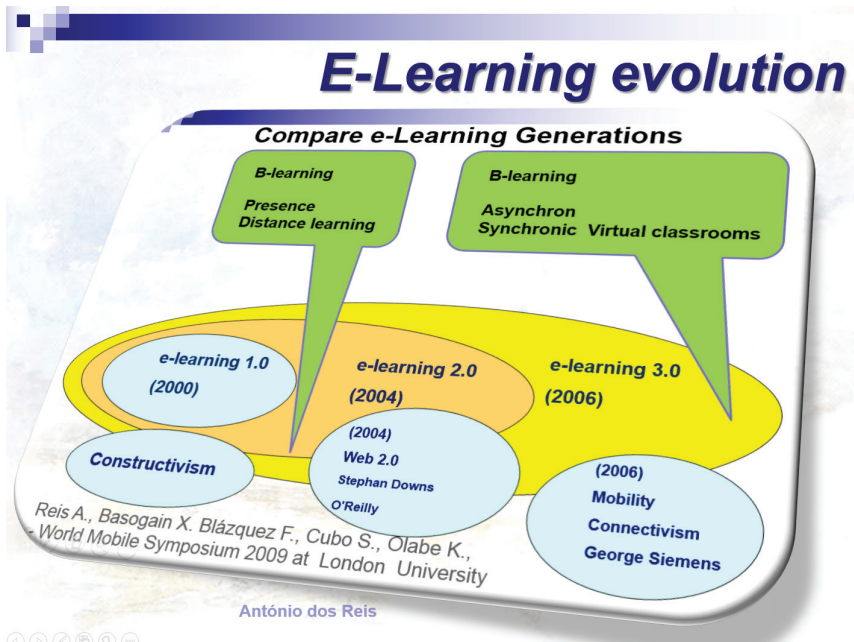 E-Learning evolution
Compare e-Learning Generations
B-learning
Presence
Distance learning
B-learning
Asynchron
Synchronic Virtual classrooms
e-learning 1.0
(2000)
e-learning 2.0
(2004)
e-learning 3.0
(2006)
Constructivism
(2004)
Web 2.0
Stephan Downs
O'Reilly
(2006)
Mobility
Connectivism
George Siemens
Reis A., Basogain X. Blázquez F., Cubo S., Olabe K.,
- World Mobile Symposium 2009 at London University
António dos Reis